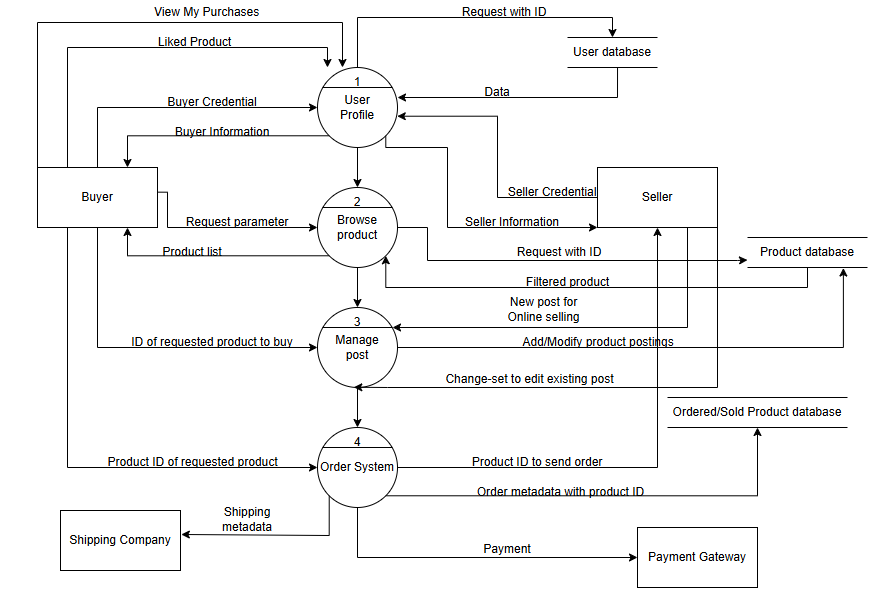 View My Purchases
Request with ID
Liked Product
User database
1
User
Profile
Data
Buyer Credential
Buyer Information
Buyer
Seller
Seller Credential
2
Browse
product
Request parameter
Seller Information
Product list
Request with ID
Product database
Filtered product
New post for
Online selling
3
Manage
post
ID of requested product to buy
Add/Modify product postings
Change-set to edit existing post
Ordered/Sold Product database
4
Order System
Product ID of requested product
Product ID to send order
Order metadata with product ID
Shipping
metadata
Shipping Company
Payment
Payment Gateway